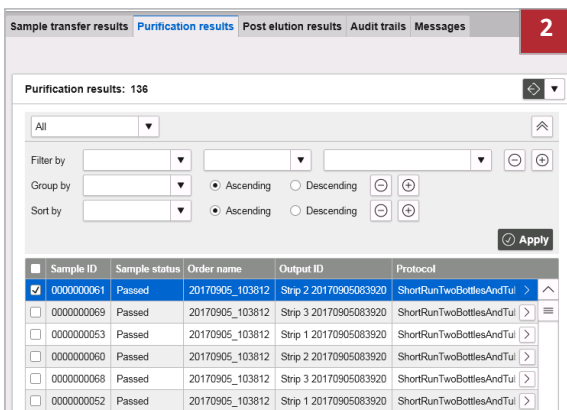 Sample transfer results Purification results Post elution results Audit trails Messages
2
Purification results: 136
All
Filter by
Group by Ascending Descending
Sort by Ascending Descending
Apply
Sample ID Sample status Order name Output ID Protocol
0000000061 Passed 20170905_103812 Strip 2 20170905083920 ShortRunTwoBottlesAndTul
0000000069 Passed 20170905_103812 Strip 3 20170905083920 ShortRunTwoBottlesAndTul
0000000053 Passed 20170905_103812 Strip 1 20170905083920 ShortRunTwoBottlesAndTul
0000000060 Passed 20170905_103812 Strip 2 20170905083920 ShortRunTwoBottlesAndTul
0000000068 Passed 20170905_103812 Strip 3 20170905083920 ShortRunTwoBottlesAndTul
0000000052 Passed 20170905_103812 Strip 1 20170905083920 ShortRunTwoBottlesAndTul